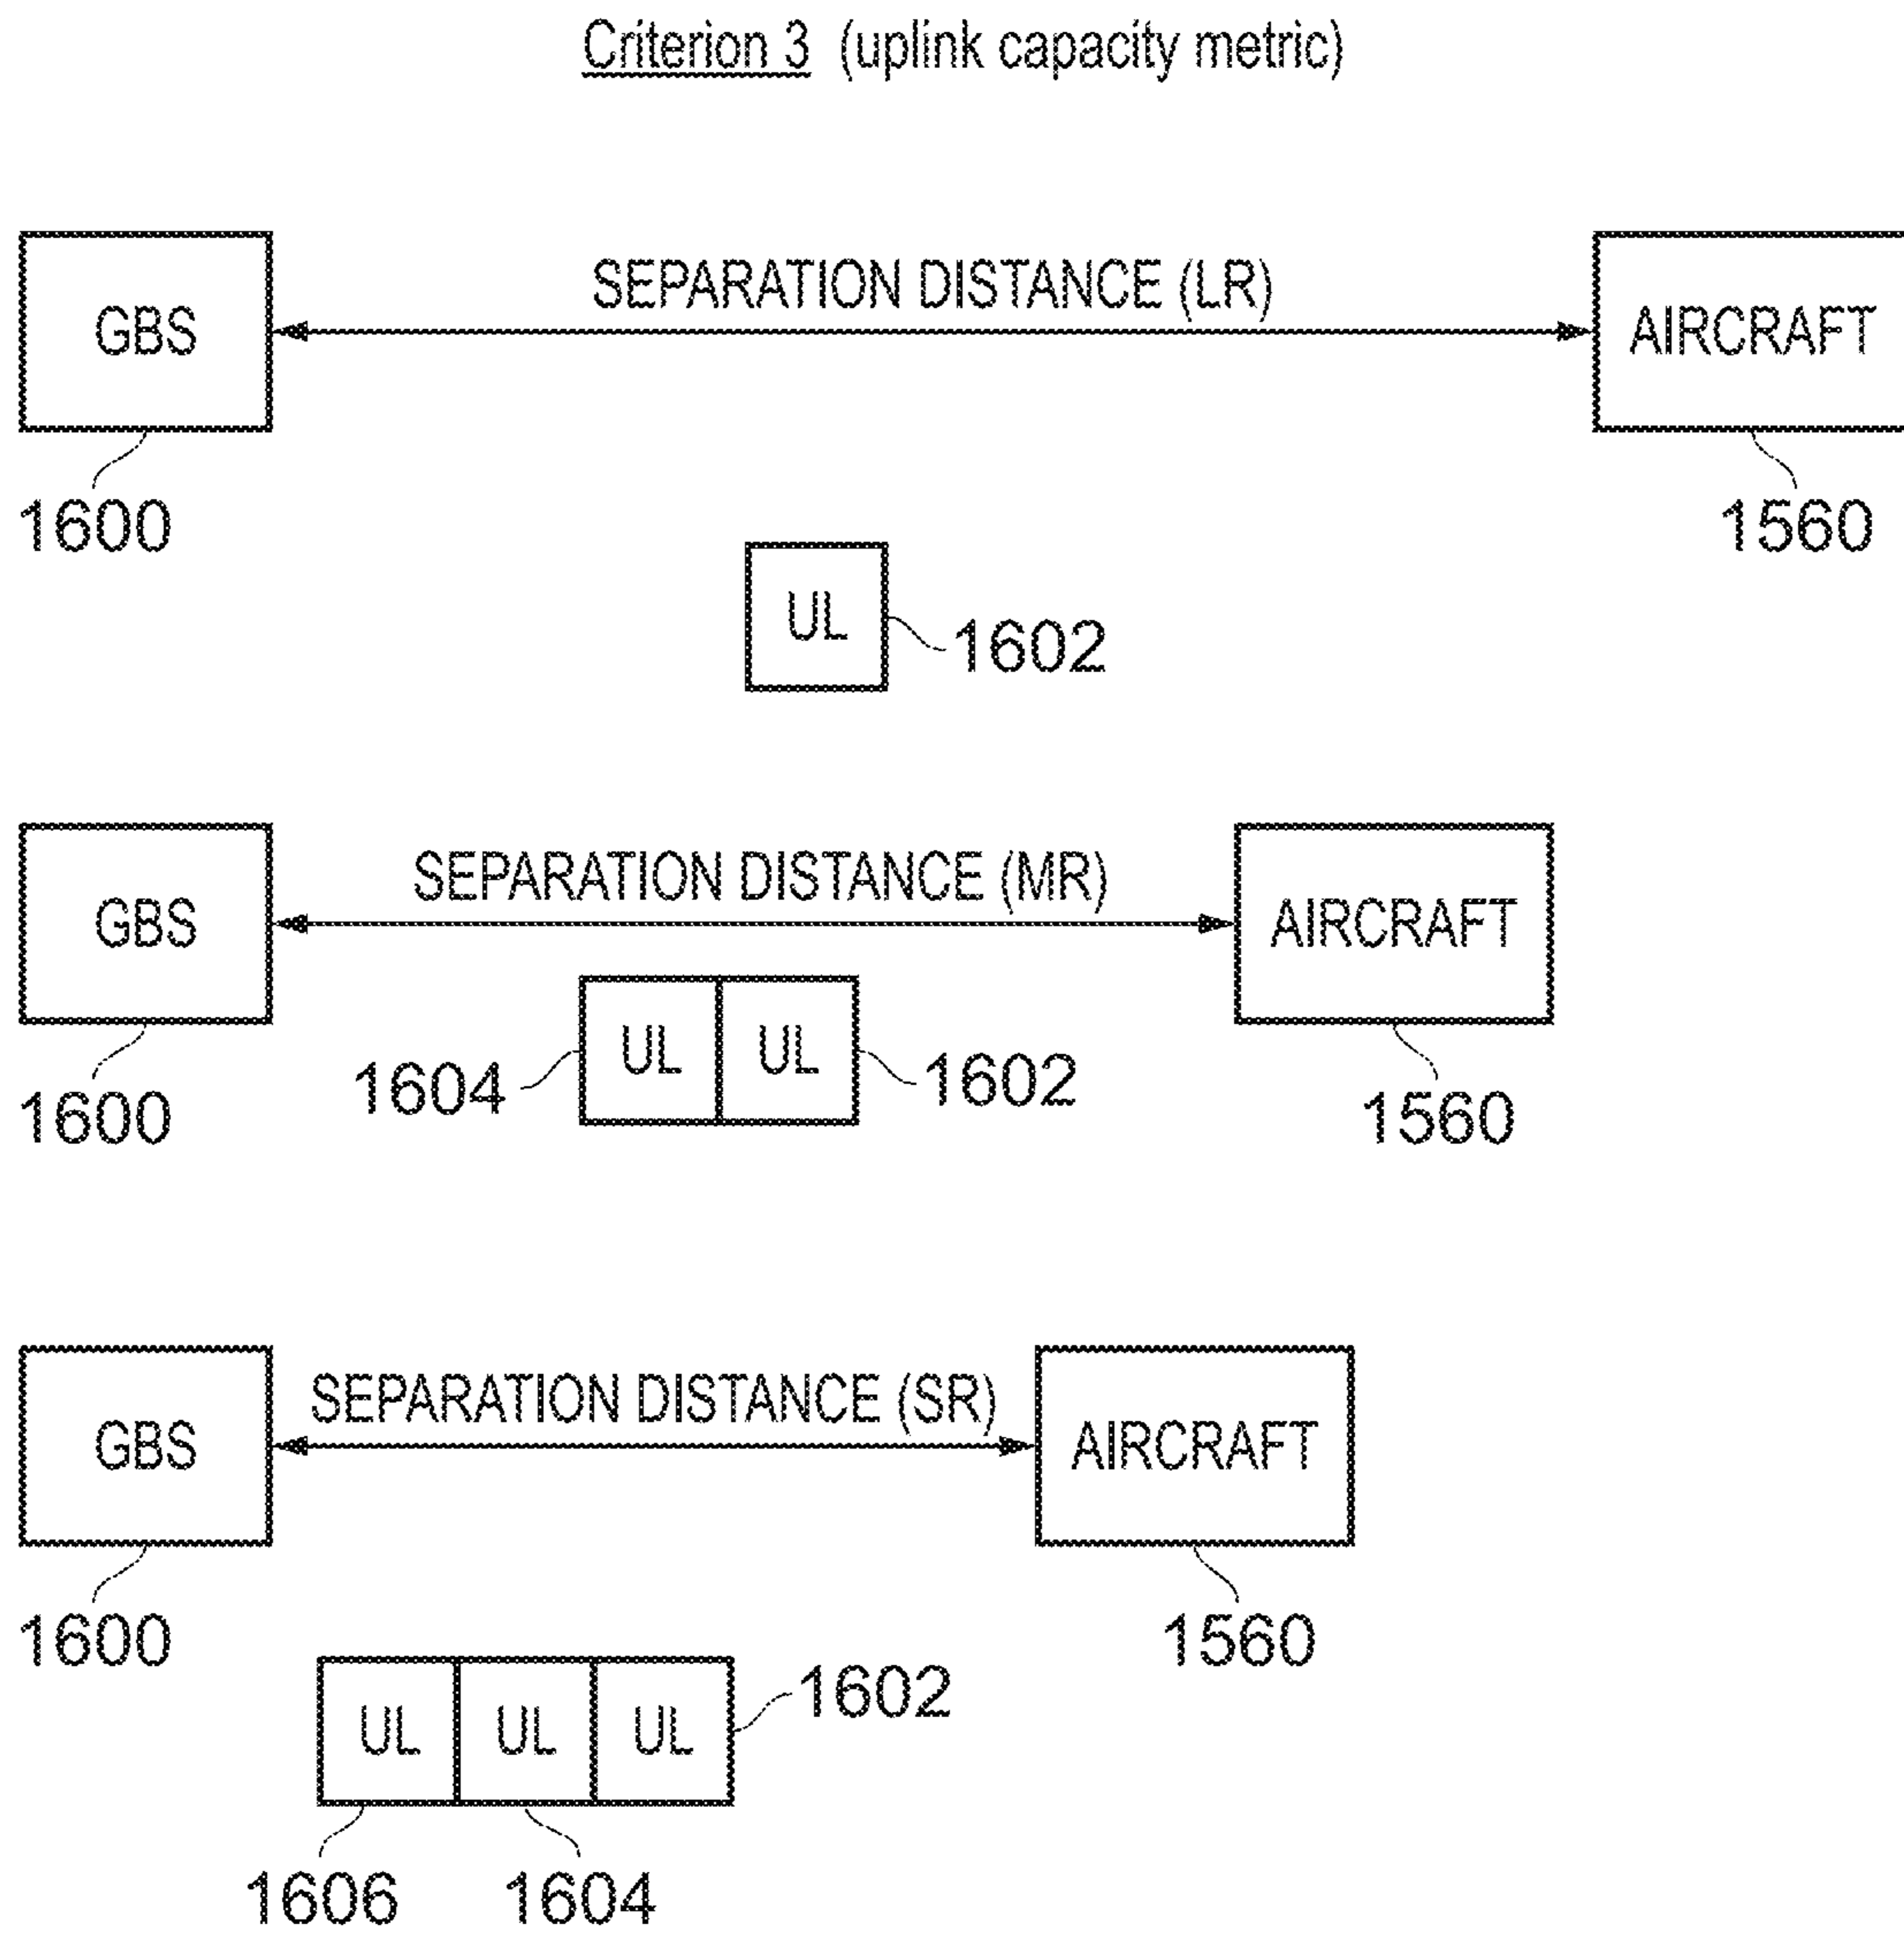 Criterion 3 (uplink capacity metric)
SEPARATION DISTANCE (LR)
GBS
AIRCRAFT
1600
1560
UL
1602
SEPARATION DISTANCE (MR)
GBS
AIRCRAFT
1604
UL
UL
1602
1600
1560
SEPARATION DISTANCE (SR)
GBS
AIRCRAFT
1600
1560
UL
UL
UL
1602
1606
1604